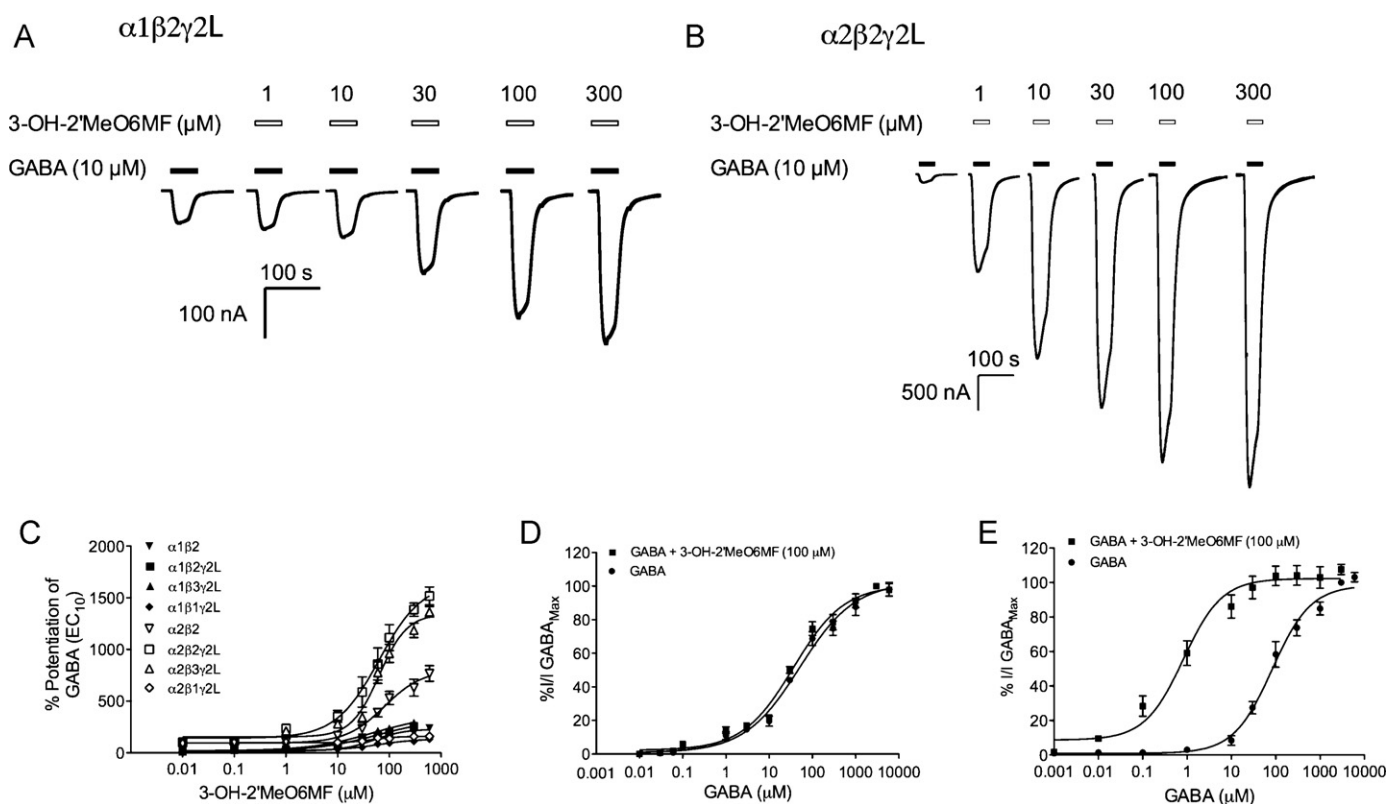 A
α1β2γ2L
1 10 30 100 300
3-OH-2'MeO6MF (μM)
GABA (10 μM)
100 s
100 nA
B
α2β2γ2L
1 10 30 100 300
3-OH-2'MeO6MF (μM)
GABA (10 μM)
100 s
500 nA
C
% Potentiation of
GABA (EC10)
2000
1500
1000
500
0
0.01 0.1 1 10 100 1000
3-OH-2'MeO6MF (μM)
α1β2
α1β2γ2L
α1β3γ2L
α1β1γ2L
α2β2
α2β2γ2L
α2β3γ2L
α2β1γ2L
D
%I/I GABAMax
120
100
80
60
40
20
0
0.001 0.01 0.1 1 10 100 1000 10000
GABA (μM)
GABA + 3-OH-2'MeO6MF (100 μM)
GABA
E
% I/I GABAMax
120
100
80
60
40
20
0
0.001 0.01 0.1 1 10 100 1000 10000
GABA (μM)
GABA + 3-OH-2'MeO6MF (100 μM)
GABA